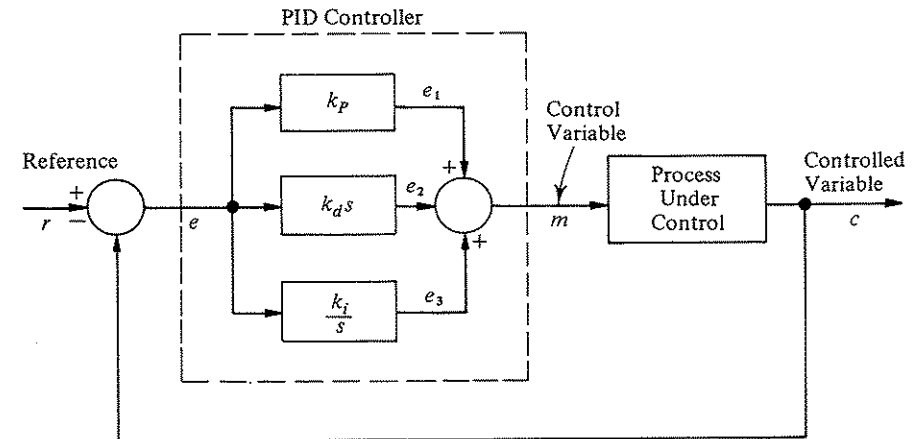 PID Controller
k_P
e_1
Control
Variable
Reference
+
−
r
e
k_d s
e_2
+
+
m
Process
Under
Control
Controlled
Variable
c
k_i
s
e_3